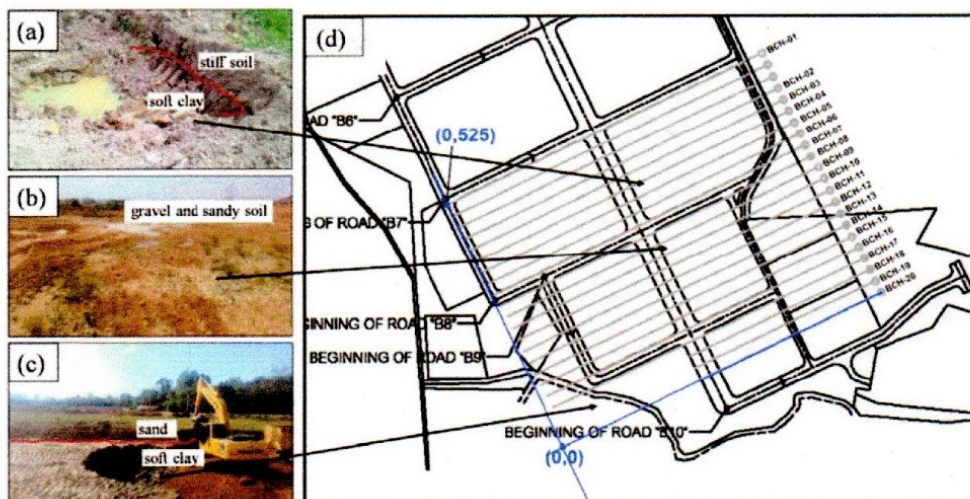 (a)
stiff soil
soft clay
(b)
gravel and sandy soil
(c)
sand
soft clay
(d)
(0,525)
AD "B6"
OF ROAD "B7"
GINNING OF ROAD "B8"
BEGINNING OF ROAD "B9"
BEGINNING OF ROAD "B10"
(0,0)
BCH-01
BCH-02
BCH-03
BCH-04
BCH-05
BCH-06
BCH-07
BCH-08
BCH-09
BCH-10
BCH-11
BCH-12
BCH-13
BCH-14
BCH-15
BCH-16
BCH-17
BCH-18
BCH-19
BCH-20